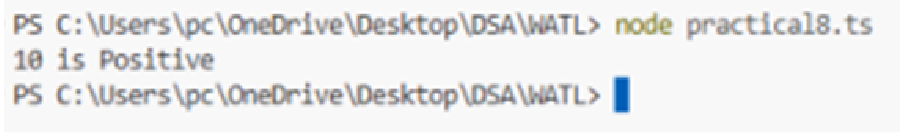 PS C:\Users\pc\OneDrive\Desktop\DSA\WATL> node practical8.ts
10 is Positive
PS C:\Users\pc\OneDrive\Desktop\DSA\WATL>